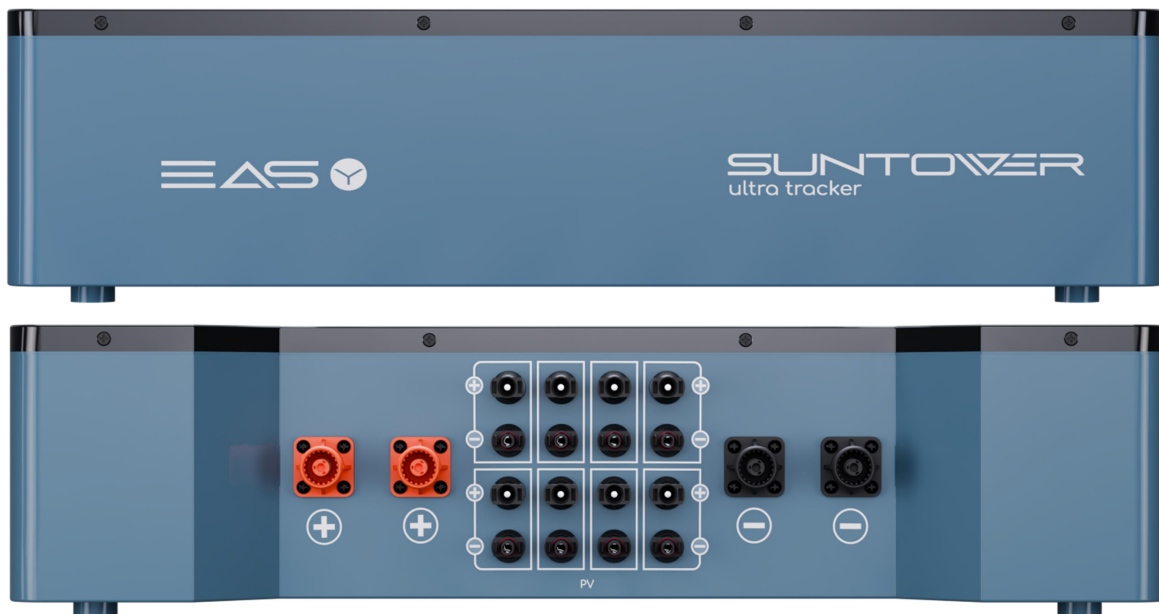 EAS
SUNTOWER
ultra tracker
+ +
- -
+ +
- -
+ + - -
PV